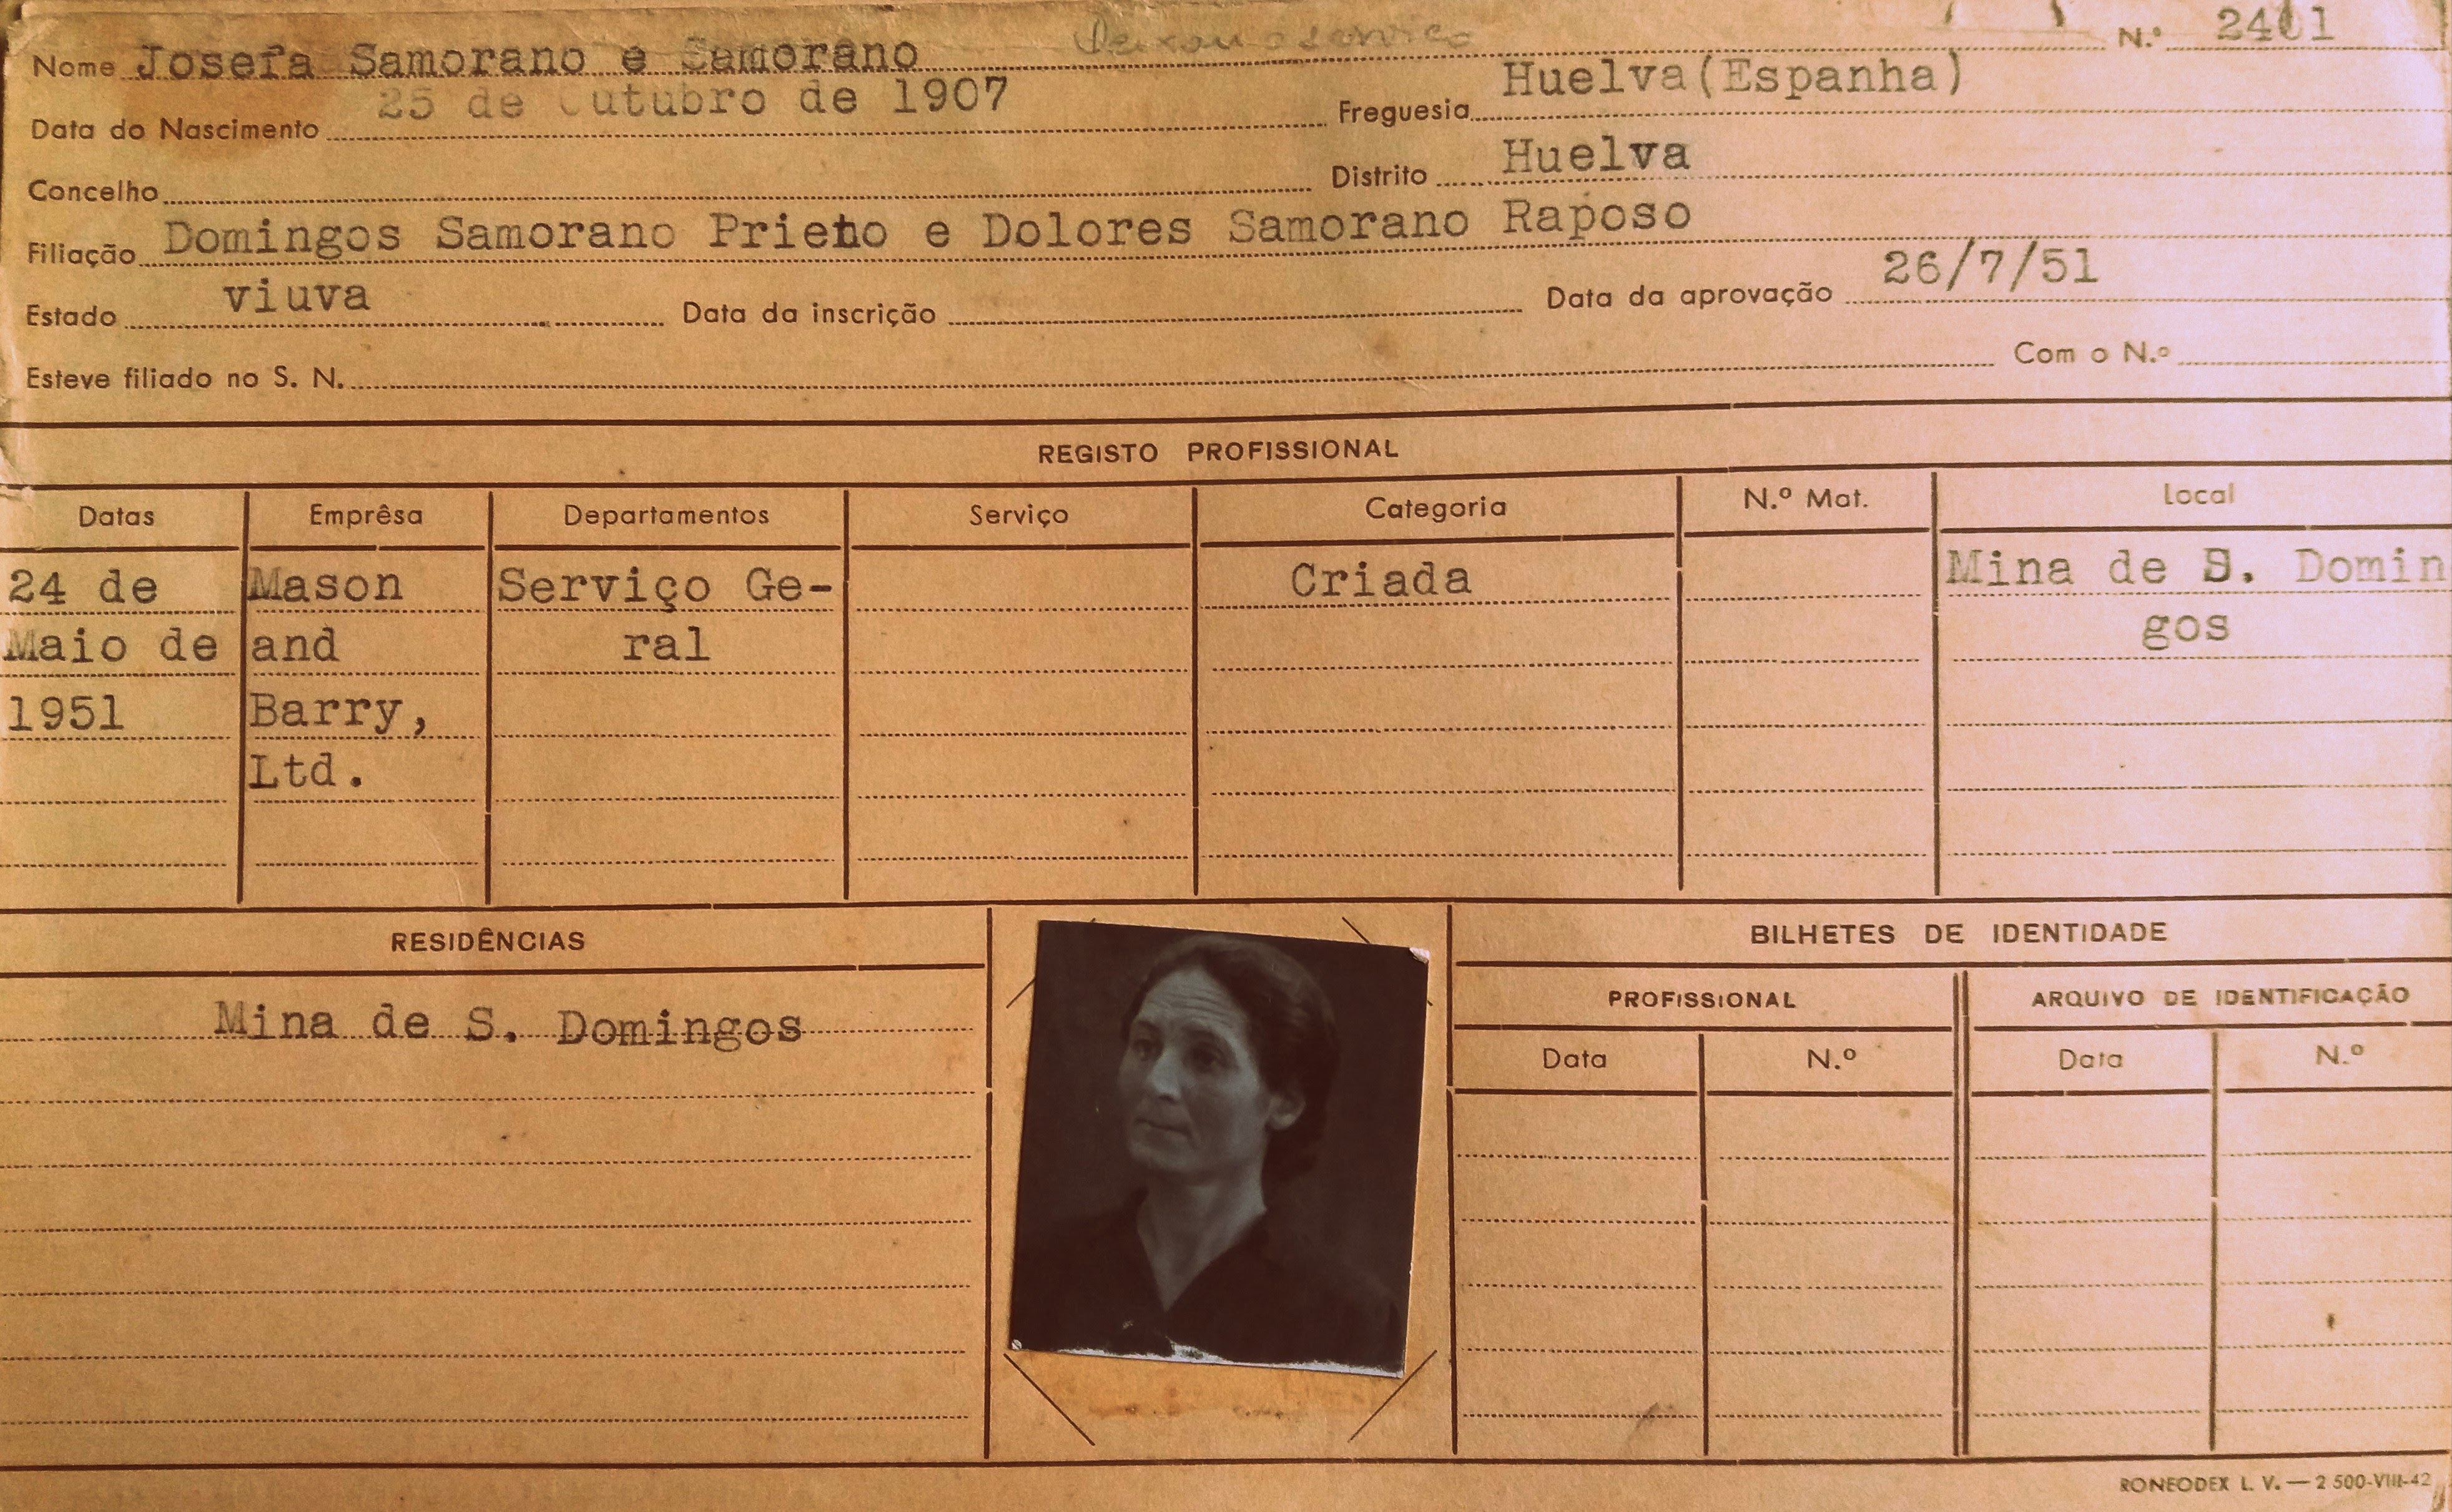 Deixou o serviço
Nome Josefa Samorano e Samorano N.º 2401
Data do Nascimento 25 de Outubro de 1907 Freguesia Huelva(Espanha)
Concelho Distrito Huelva
Filiação Domingos Samorano Prieto e Dolores Samorano Raposo
Estado viuva Data da inscrição Data da aprovação 26/7/51
Esteve filiado no S. N. Com o N.º
REGISTO PROFISSIONAL
Datas Emprêsa Departamentos Serviço Categoria N.º Mat. Local
24 de Mason Serviço Ge- Criada Mina de S. Domin
Maio de and ral gos
1951 Barry,
Ltd.
RESIDÊNCIAS BILHETES DE IDENTIDADE
PROFISSIONAL ARQUIVO DE IDENTIFICAÇÃO
Mina de S. Domingos
Data N.º Data N.º
RONEODEX L. V. — 2 500-VIII-42